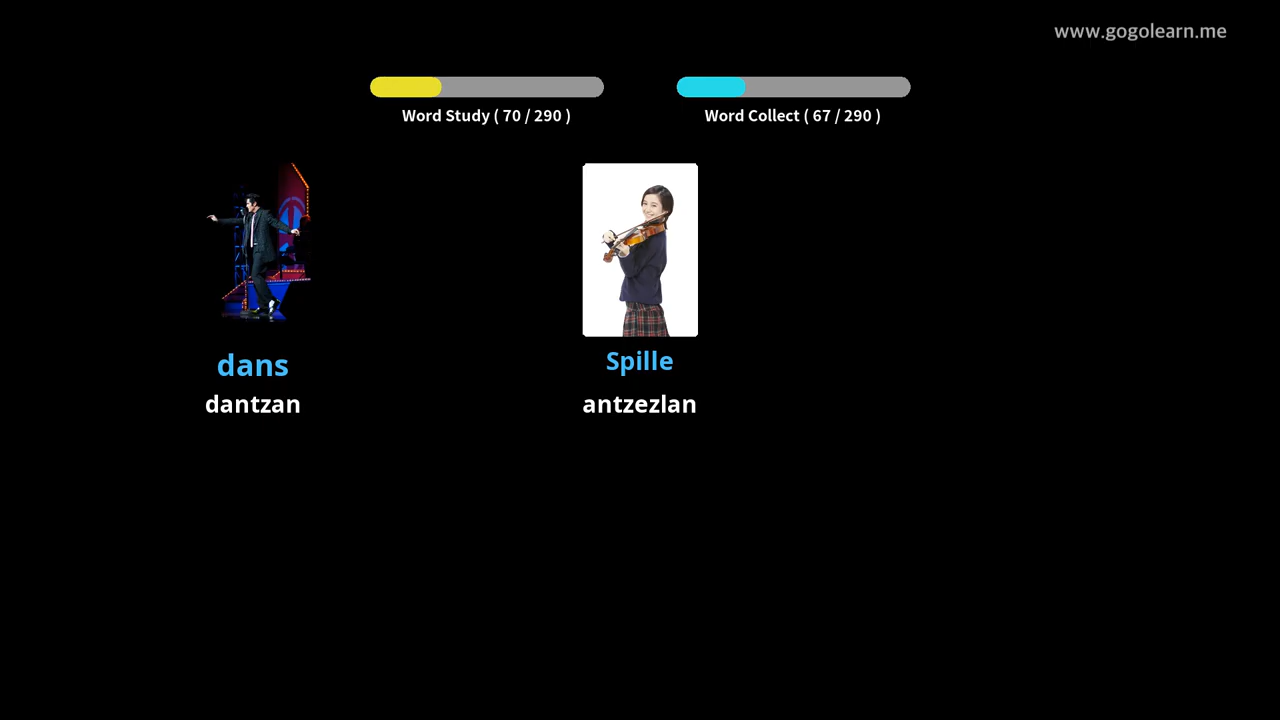 www.gogolearn.me
Word Study ( 70 / 290 )
Word Collect ( 67 / 290 )
dans
dantzan
Spille
antzezlan